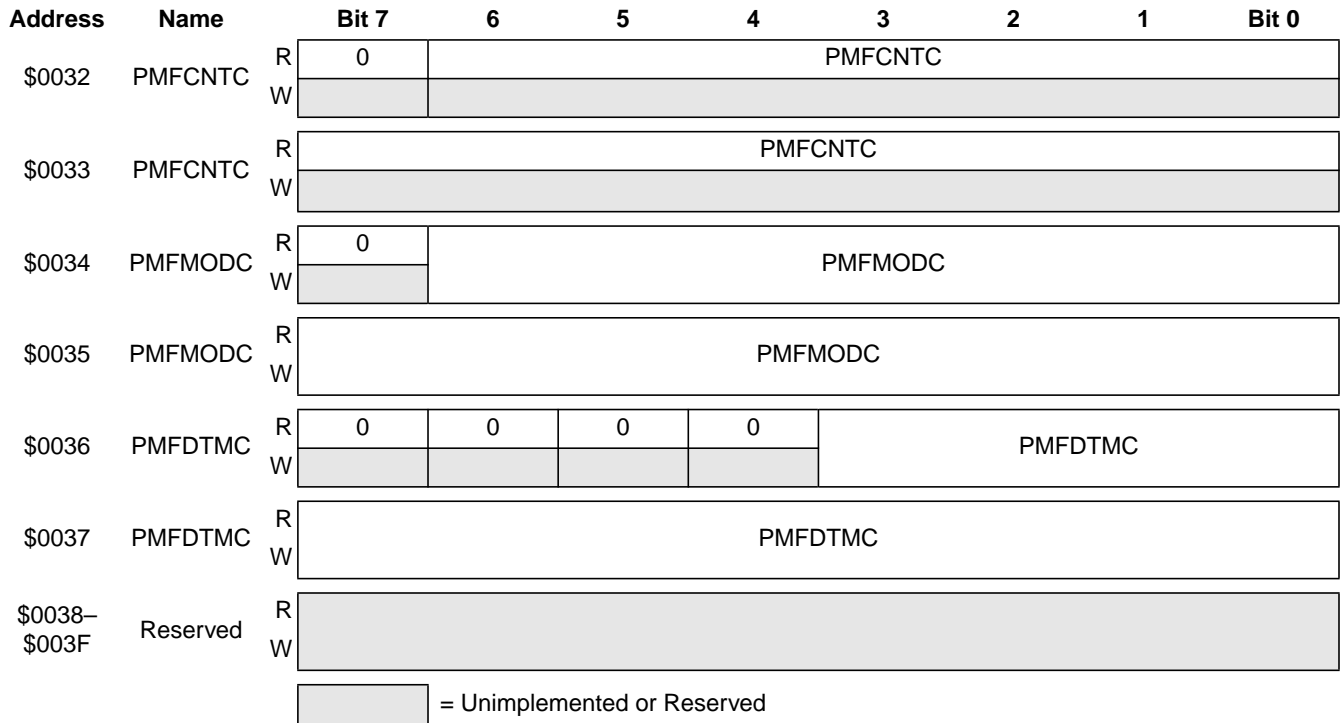 Address Name Bit 7 6 5 4 3 2 1 Bit 0
$0032 PMFCNTC R 0 PMFCNTC
W
$0033 PMFCNTC R PMFCNTC
W
$0034 PMFMODC R 0 PMFMODC
W
$0035 PMFMODC R PMFMODC
W
$0036 PMFDTMC R 0 0 0 0 PMFDTMC
W
$0037 PMFDTMC R PMFDTMC
W
$0038–
$003F Reserved R
W
= Unimplemented or Reserved